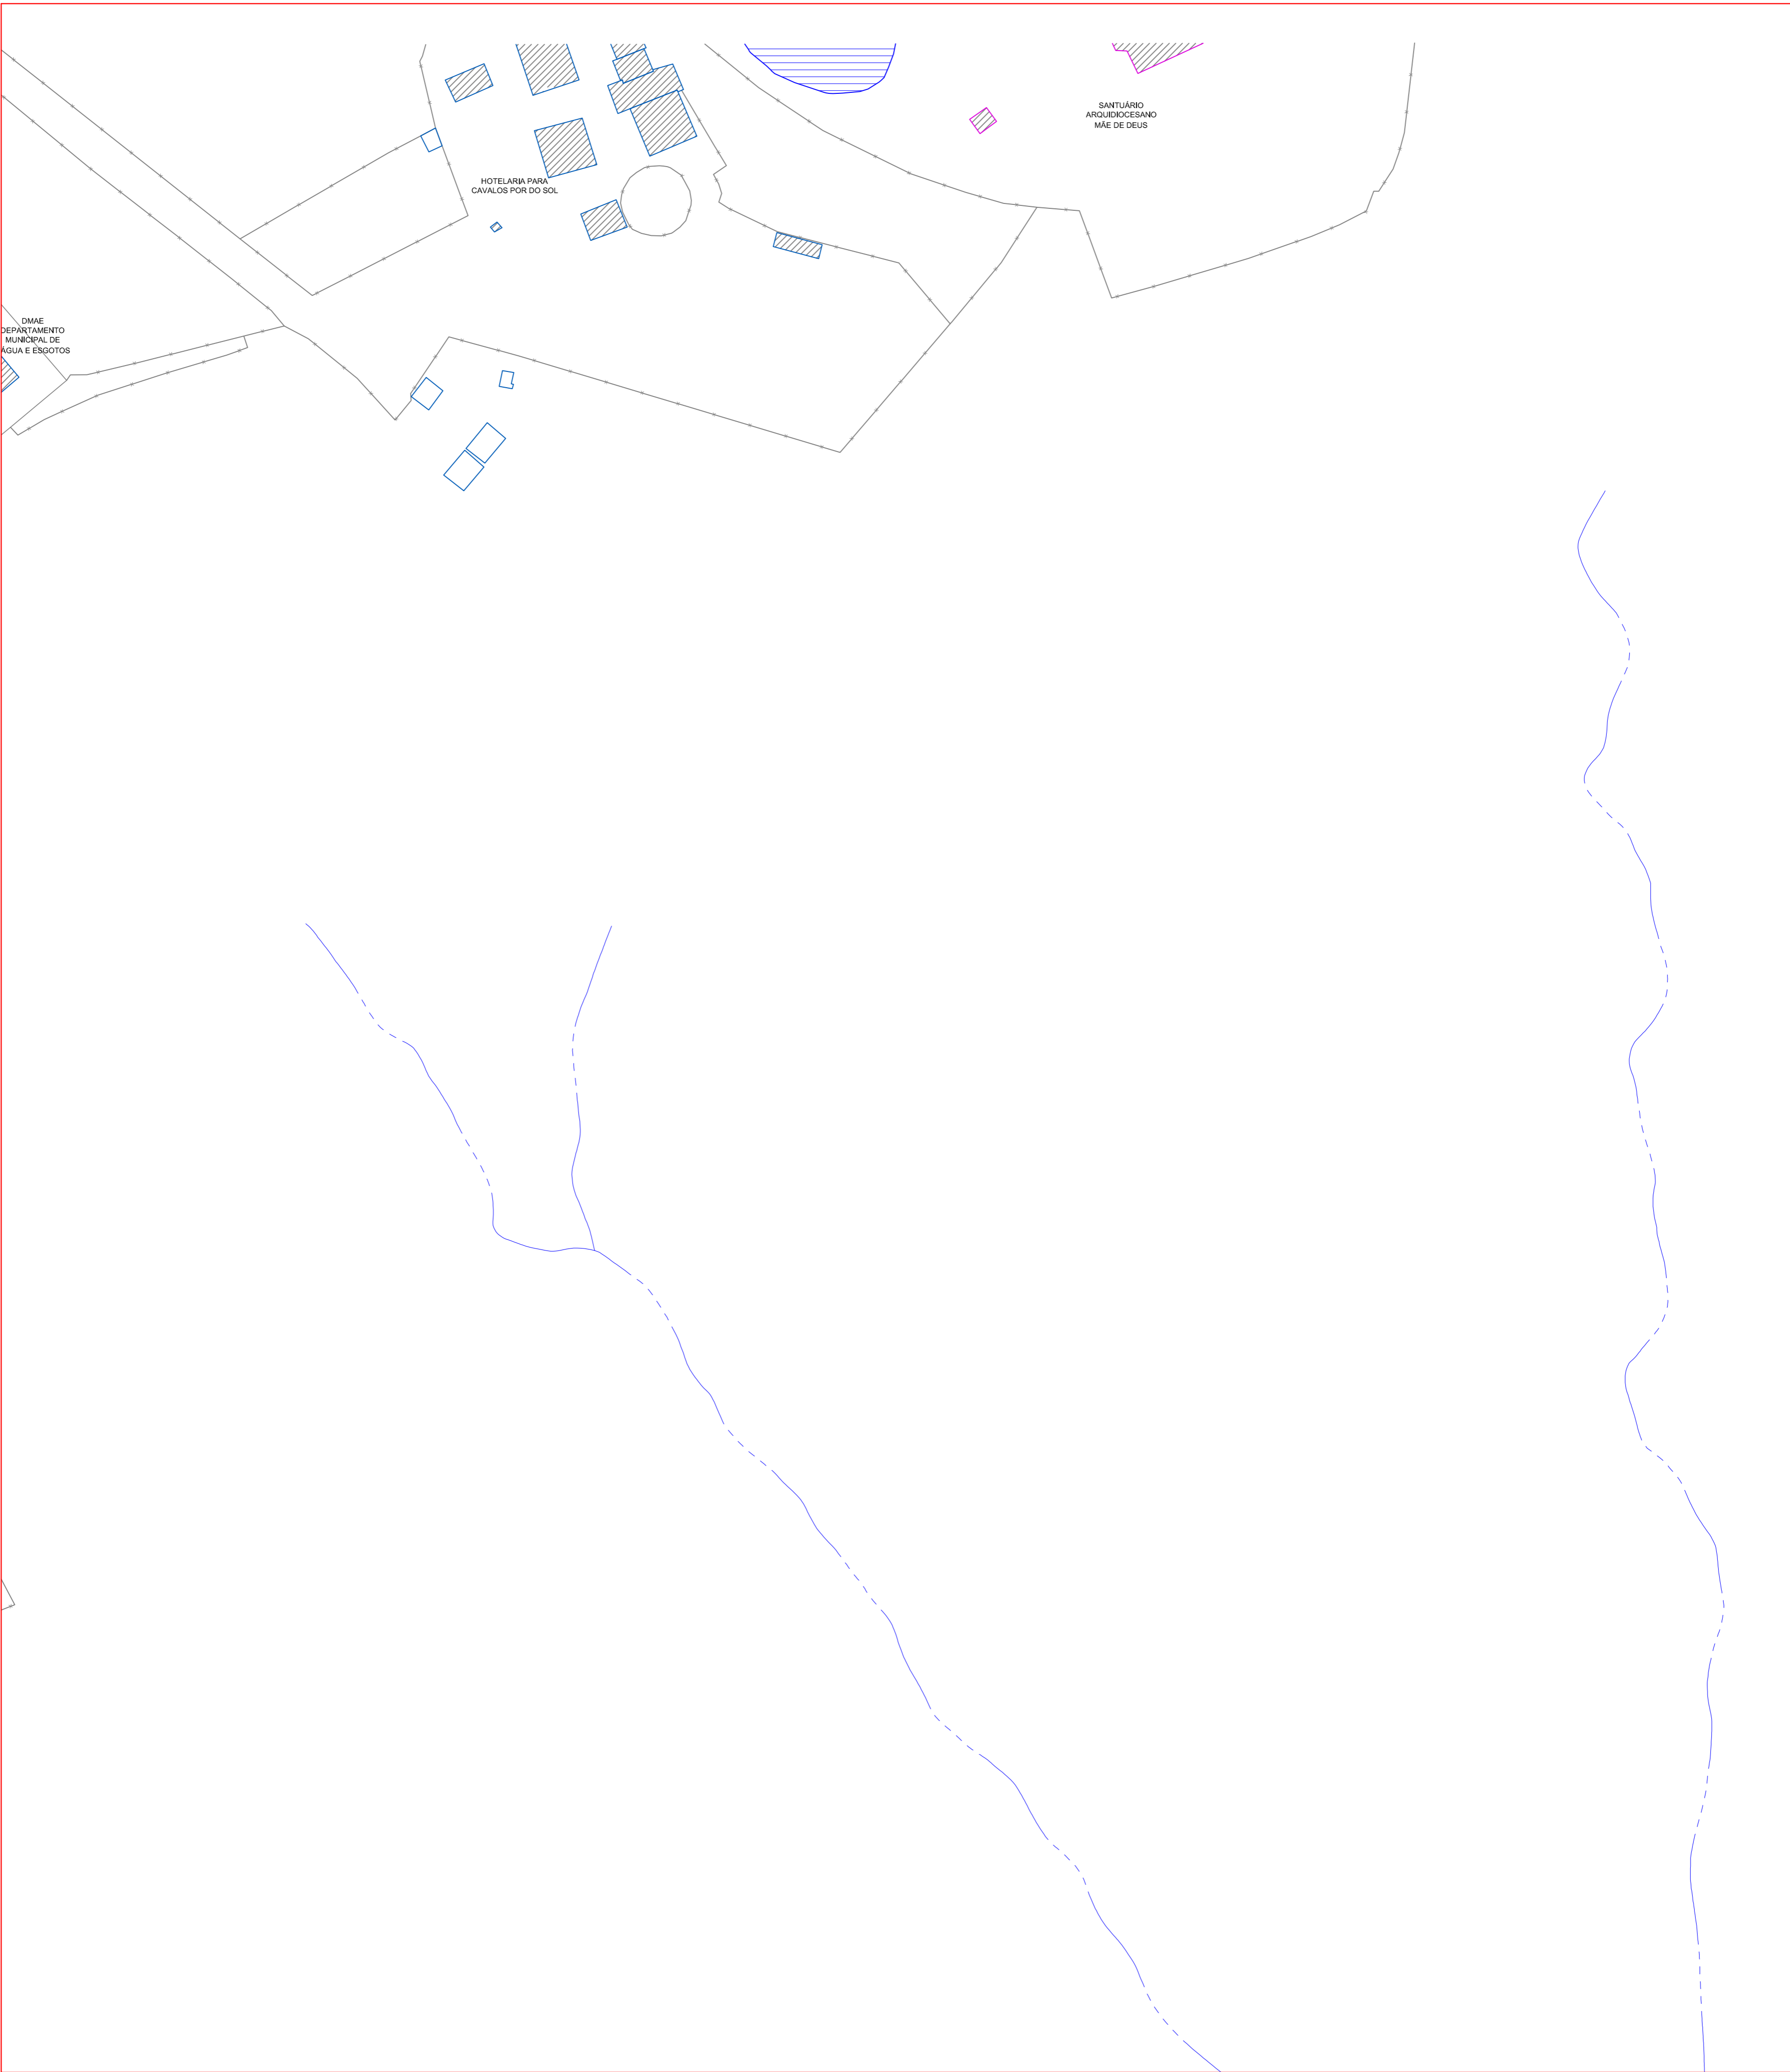 SANTUÁRIO
ARQUIDIOCESANO
MÃE DE DEUS
HOTELARIA PARA
CAVALOS POR DO SOL
DMAE
DEPARTAMENTO
MUNICIPAL DE
ÁGUA E ESGOTOS